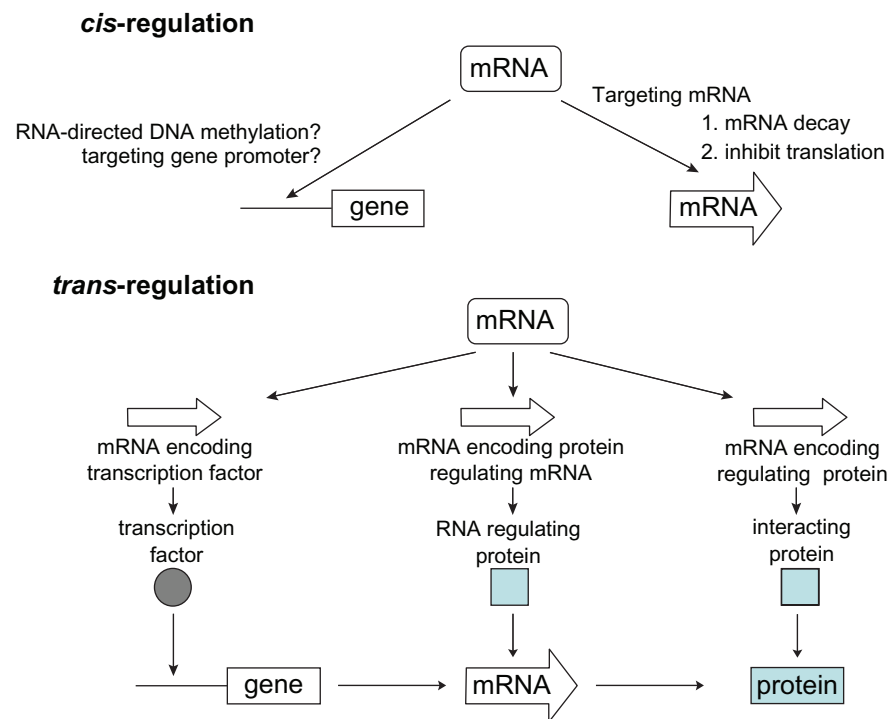 cis-regulation
mRNA
RNA-directed DNA methylation?
targeting gene promoter?
Targeting mRNA
1. mRNA decay
2. inhibit translation
gene
mRNA
trans-regulation
mRNA
mRNA encoding
transcription factor
mRNA encoding protein
regulating mRNA
mRNA encoding
regulating protein
transcription
factor
RNA regulating
protein
interacting
protein
gene
mRNA
protein